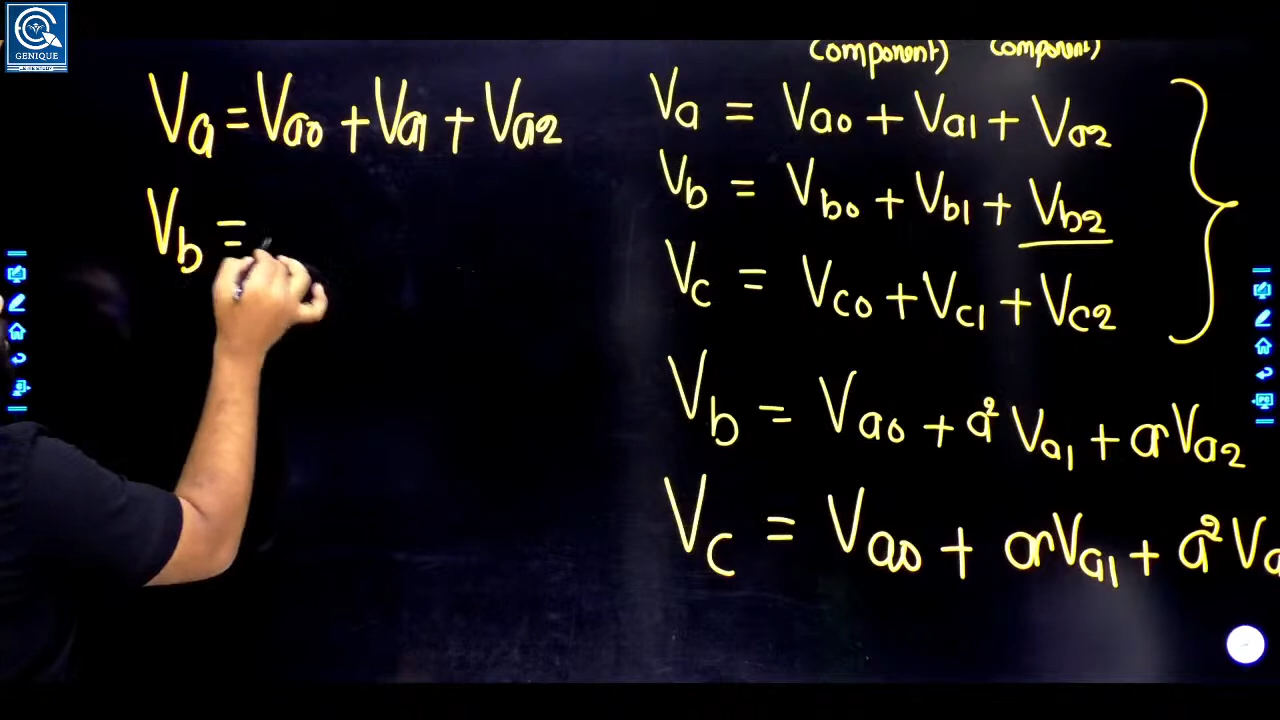 GENIQUE
component) component)
Va = Va0 + Va1 + Va2
Vb =
Va = Va0 + Va1 + Va2
Vb = Vb0 + Vb1 + Vb2
Vc = Vc0 + Vc1 + Vc2
Vb = Va0 + a² Va1 + a Va2
Vc = Va0 + a Va1 + a² Va